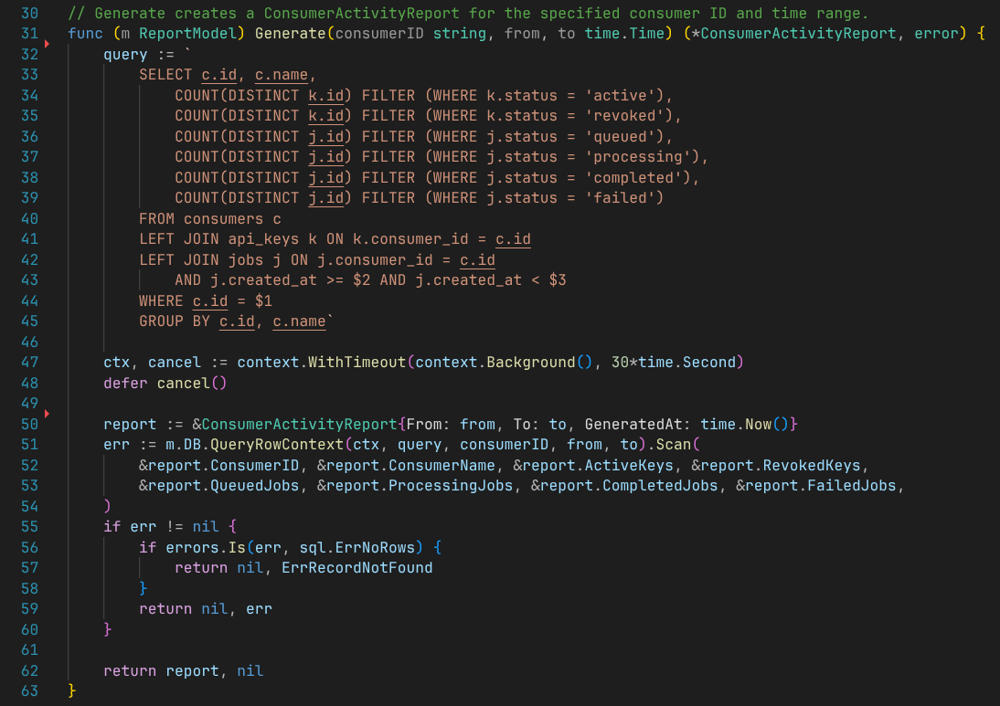 30 // Generate creates a ConsumerActivityReport for the specified consumer ID and time range.
31 func (m ReportModel) Generate(consumerID string, from, to time.Time) (*ConsumerActivityReport, error) {
32     query := `
33         SELECT c.id, c.name,
34             COUNT(DISTINCT k.id) FILTER (WHERE k.status = 'active'),
35             COUNT(DISTINCT k.id) FILTER (WHERE k.status = 'revoked'),
36             COUNT(DISTINCT j.id) FILTER (WHERE j.status = 'queued'),
37             COUNT(DISTINCT j.id) FILTER (WHERE j.status = 'processing'),
38             COUNT(DISTINCT j.id) FILTER (WHERE j.status = 'completed'),
39             COUNT(DISTINCT j.id) FILTER (WHERE j.status = 'failed')
40         FROM consumers c
41         LEFT JOIN api_keys k ON k.consumer_id = c.id
42         LEFT JOIN jobs j ON j.consumer_id = c.id
43             AND j.created_at >= $2 AND j.created_at < $3
44         WHERE c.id = $1
45         GROUP BY c.id, c.name`
46
47     ctx, cancel := context.WithTimeout(context.Background(), 30*time.Second)
48     defer cancel()
49
50     report := &ConsumerActivityReport{From: from, To: to, GeneratedAt: time.Now()}
51     err := m.DB.QueryRowContext(ctx, query, consumerID, from, to).Scan(
52         &report.ConsumerID, &report.ConsumerName, &report.ActiveKeys, &report.RevokedKeys,
53         &report.QueuedJobs, &report.ProcessingJobs, &report.CompletedJobs, &report.FailedJobs,
54     )
55     if err != nil {
56         if errors.Is(err, sql.ErrNoRows) {
57             return nil, ErrRecordNotFound
58         }
59         return nil, err
60     }
61
62     return report, nil
63 }